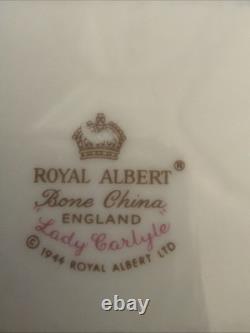 ROYAL ALBERT®
Bone China
ENGLAND
"Lady Carlyle"
© 1944 ROYAL ALBERT LTD